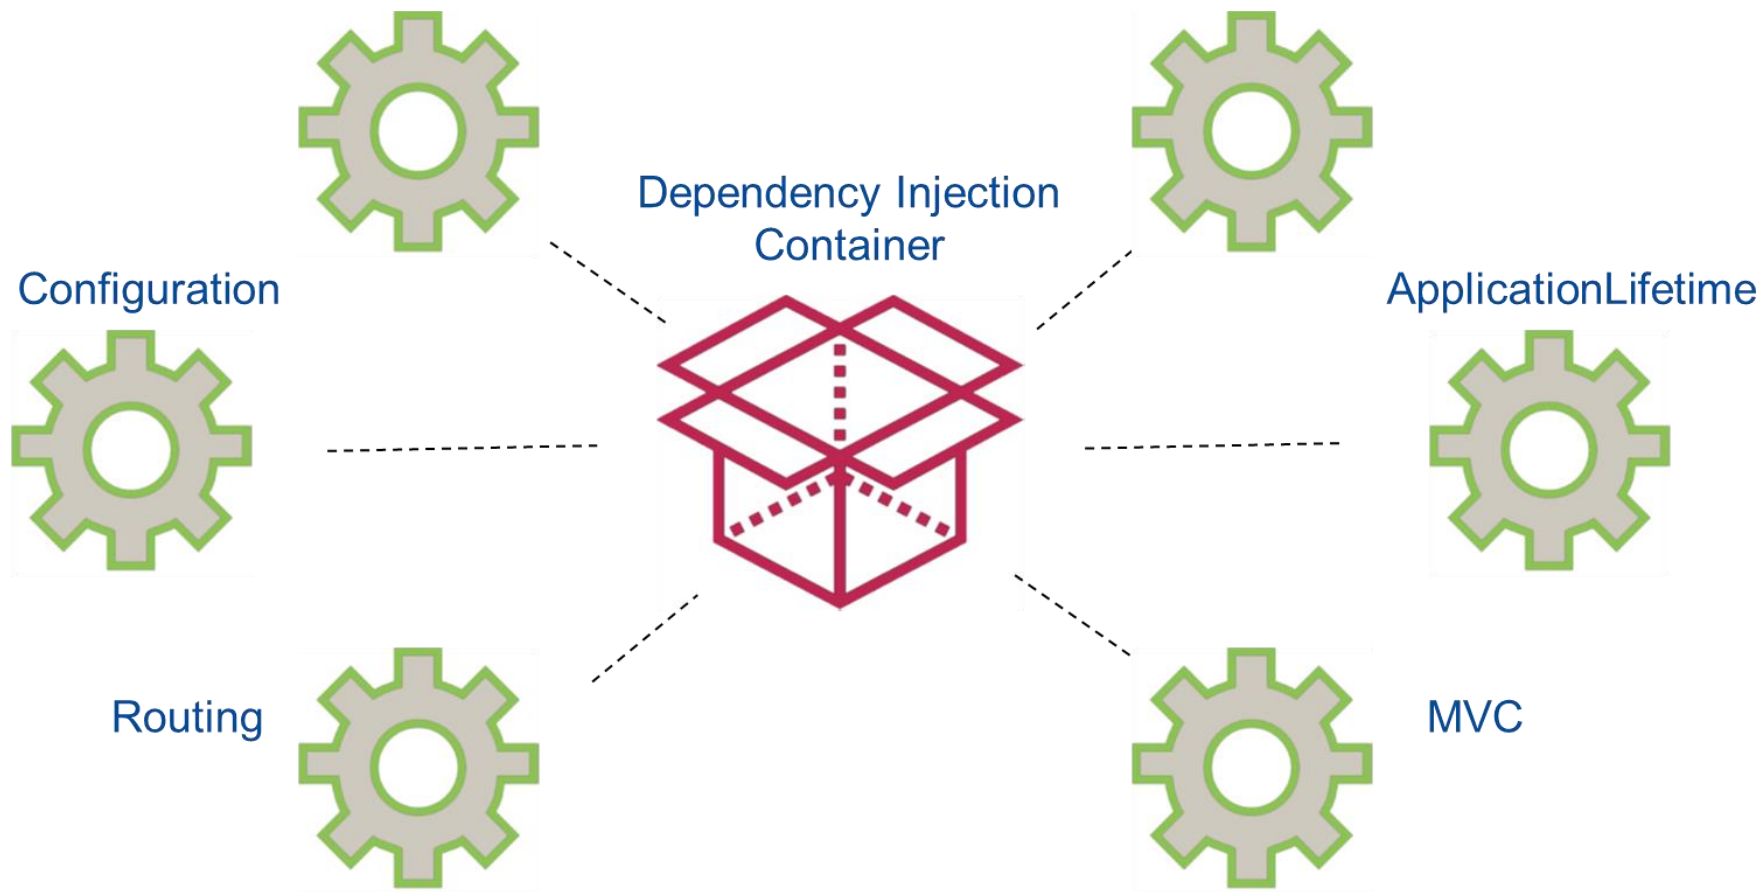 Dependency Injection
Container
Configuration
ApplicationLifetime
Routing
MVC